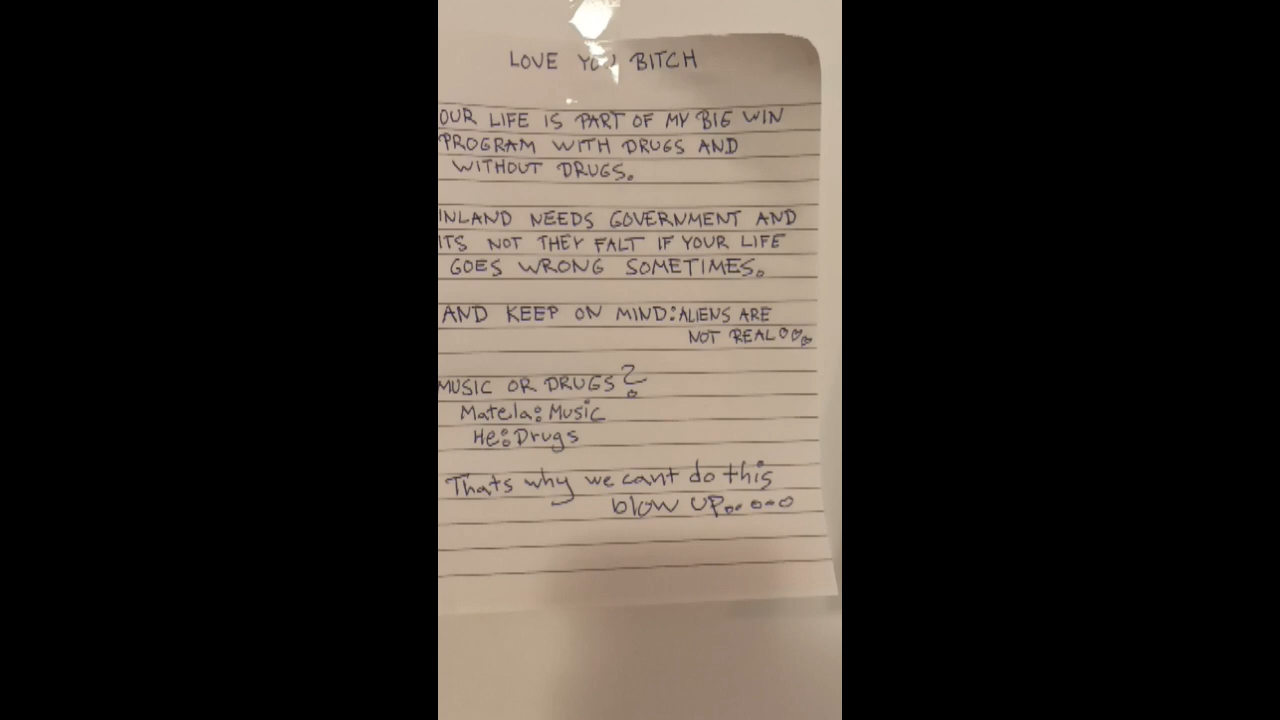 LOVE YOU BITCH
OUR LIFE IS PART OF MY BIG WIN
PROGRAM WITH DRUGS AND
WITHOUT DRUGS.
INLAND NEEDS GOVERNMENT AND
ITS NOT THEY FALT IF YOUR LIFE
GOES WRONG SOMETIMES.
AND KEEP ON MIND: ALIENS ARE
NOT REAL
MUSIC OR DRUGS?
Matela: Music
He: Drugs
Thats why we cant do this
blow up.....